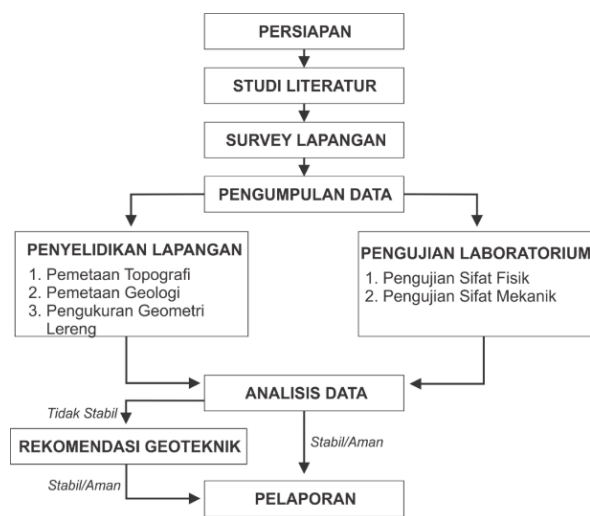 PERSIAPAN
STUDI LITERATUR
SURVEY LAPANGAN
PENGUMPULAN DATA
PENYELIDIKAN LAPANGAN
1. Pemetaan Topografi
2. Pemetaan Geologi
3. Pengukuran Geometri
Lereng
PENGUJIAN LABORATORIUM
1. Pengujian Sifat Fisik
2. Pengujian Sifat Mekanik
ANALISIS DATA
Tidak Stabil
REKOMENDASI GEOTEKNIK
Stabil/Aman
Stabil/Aman
PELAPORAN